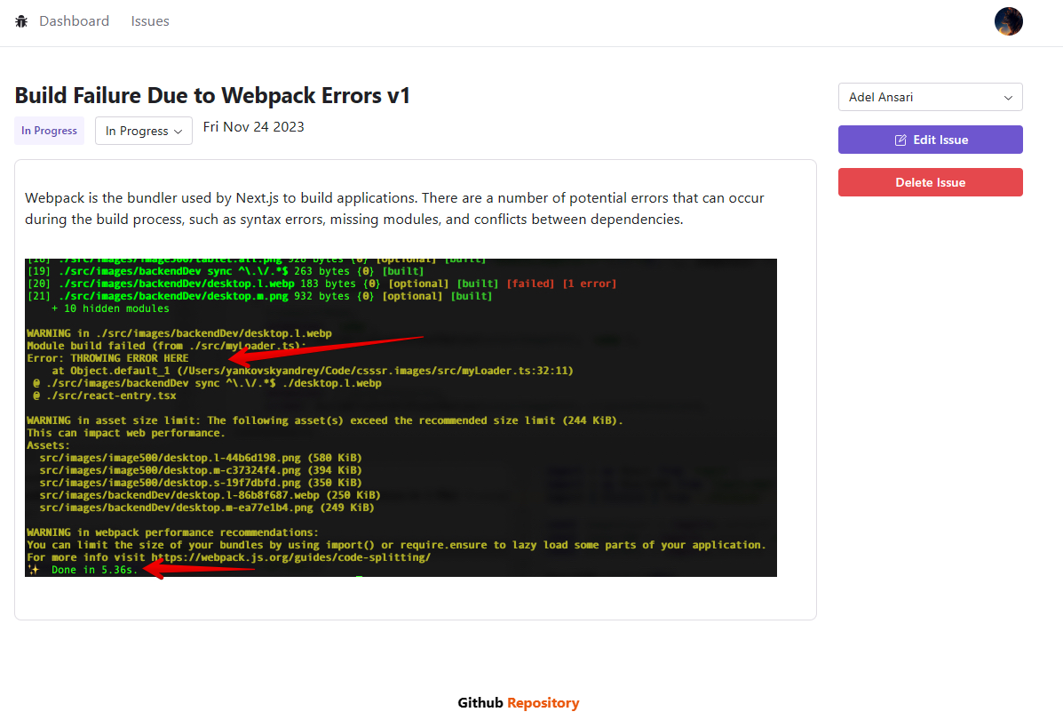 Dashboard Issues
Build Failure Due to Webpack Errors v1
In Progress In Progress Fri Nov 24 2023
Adel Ansari
Edit Issue
Delete Issue
Webpack is the bundler used by Next.js to build applications. There are a number of potential errors that can occur
during the build process, such as syntax errors, missing modules, and conflicts between dependencies.
[18] ./src/images/image500/tablet.all.png 926 bytes {0} [optional] [built]
[19] ./src/images/backendDev sync ^\.\/.*$ 263 bytes {0} [built]
[20] ./src/images/backendDev/desktop.l.webp 183 bytes {0} [optional] [built] [failed] [1 error]
[21] ./src/images/backendDev/desktop.m.png 932 bytes {0} [optional] [built]
+ 10 hidden modules
WARNING in ./src/images/backendDev/desktop.l.webp
Module build failed (from ./src/myLoader.ts):
Error: THROWING ERROR HERE
at Object.default_1 (/Users/yankovskyandrey/Code/csssr.images/src/myLoader.ts:32:11)
@ ./src/images/backendDev sync ^\.\/.*$ ./desktop.l.webp
@ ./src/react-entry.tsx
WARNING in asset size limit: The following asset(s) exceed the recommended size limit (244 KiB).
This can impact web performance.
Assets:
src/images/image500/desktop.l-44b6d198.png (580 KiB)
src/images/image500/desktop.m-c37324f4.png (394 KiB)
src/images/image500/desktop.s-19f7dbfd.png (350 KiB)
src/images/backendDev/desktop.l-86b8f687.webp (250 KiB)
src/images/backendDev/desktop.m-ea77e1b4.png (249 KiB)
WARNING in webpack performance recommendations:
You can limit the size of your bundles by using import() or require.ensure to lazy load some parts of your application.
For more info visit https://webpack.js.org/guides/code-splitting/
✨ Done in 5.36s.
Github Repository